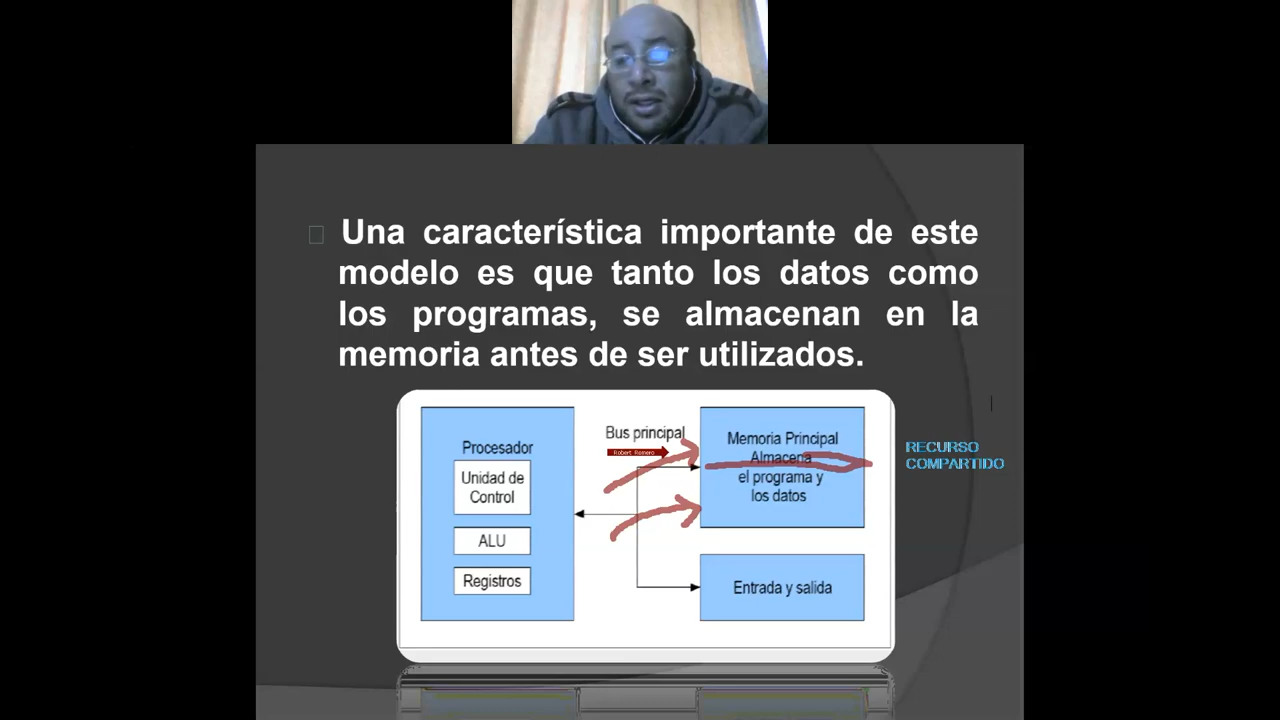 Una característica importante de este
modelo es que tanto los datos como
los programas, se almacenan en la
memoria antes de ser utilizados.
Procesador
Unidad de
Control
ALU
Registros
Bus principal
Robert Romero
Memoria Principal
Almacena
el programa y
los datos
Entrada y salida
RECURSO
COMPARTIDO